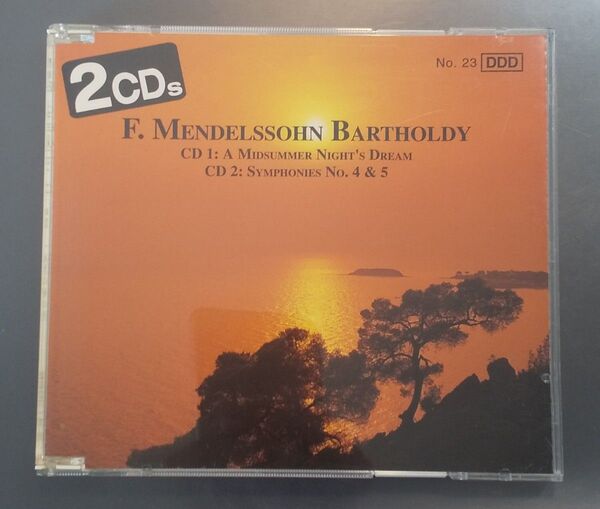 2CDs
No. 23 DDD
F. MENDELSSOHN BARTHOLDY
CD 1: A MIDSUMMER NIGHT'S DREAM
CD 2: SYMPHONIES NO. 4 & 5